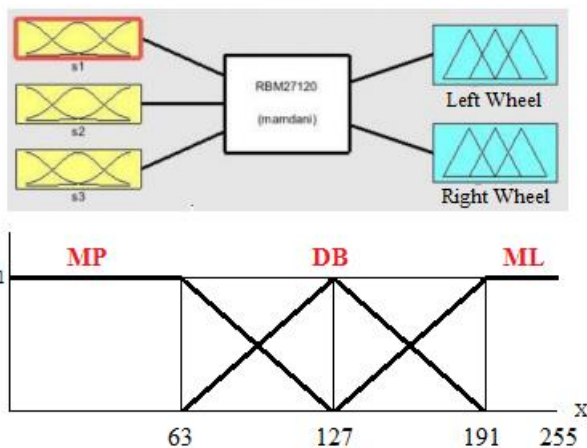 s1
s2
s3
RBM27120
(mamdani)
Left Wheel
Right Wheel
MP DB ML
1
x
63 127 191 255